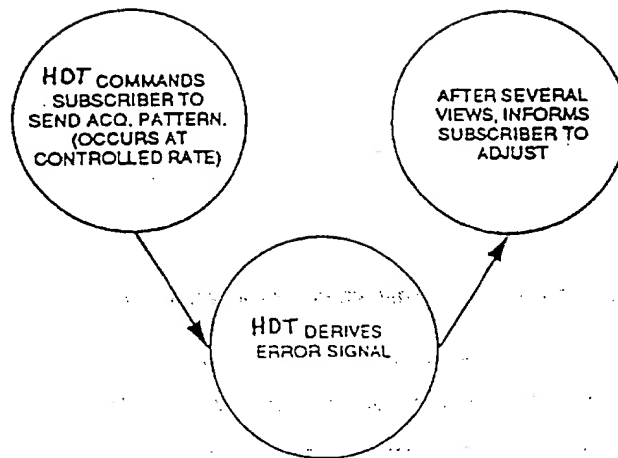 HDT COMMANDS
SUBSCRIBER TO
SEND ACQ. PATTERN.
(OCCURS AT
CONTROLLED RATE)
AFTER SEVERAL
VIEWS, INFORMS
SUBSCRIBER TO
ADJUST
HDT DERIVES
ERROR SIGNAL